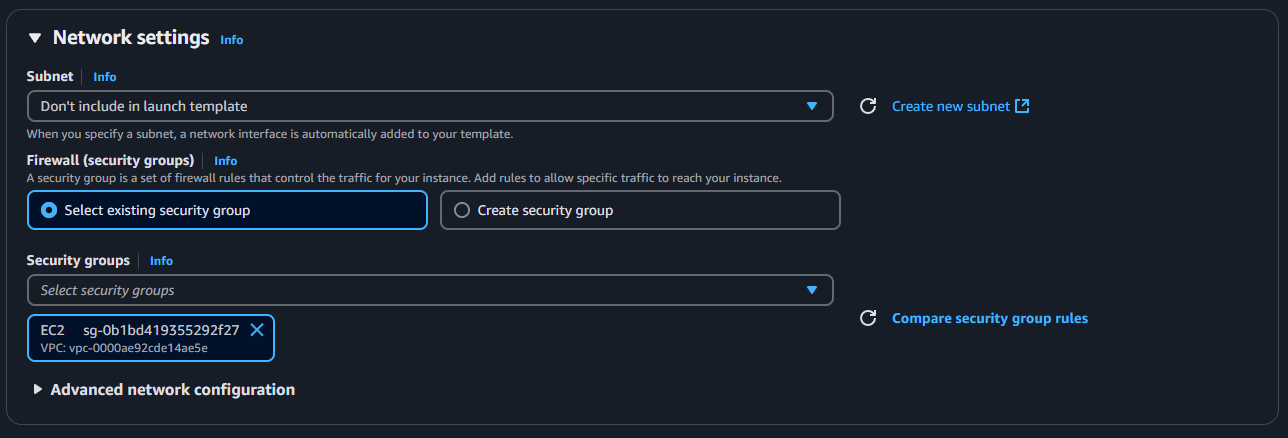 Network settings Info
Subnet Info
Don't include in launch template
Create new subnet
When you specify a subnet, a network interface is automatically added to your template.
Firewall (security groups) Info
A security group is a set of firewall rules that control the traffic for your instance. Add rules to allow specific traffic to reach your instance.
Select existing security group
Create security group
Security groups Info
Select security groups
Compare security group rules
EC2 sg-0b1bd419355292f27
VPC: vpc-0000ae92cde14ae5e
Advanced network configuration